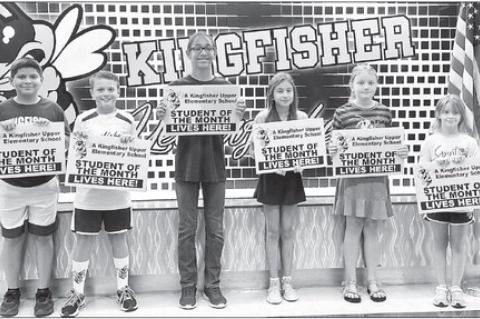 KINGFISHER
A Kingfisher Upper
Elementary School
STUDENT OF
THE MONTH
LIVES HERE!
A Kingfisher Upper
Elementary School
STUDENT OF
THE MONTH
LIVES HERE!
A Kingfisher Upper
Elementary School
STUDENT OF
THE MONTH
LIVES HERE!
A Kingfisher Upper
Elementary School
STUDENT OF
THE MONTH
LIVES HERE!
A Kingfisher Upper
Elementary School
STUDENT OF
THE MONTH
LIVES HERE!
A Kingfisher Upper
Elementary School
STUDENT OF
THE MONTH
LIVES HERE!